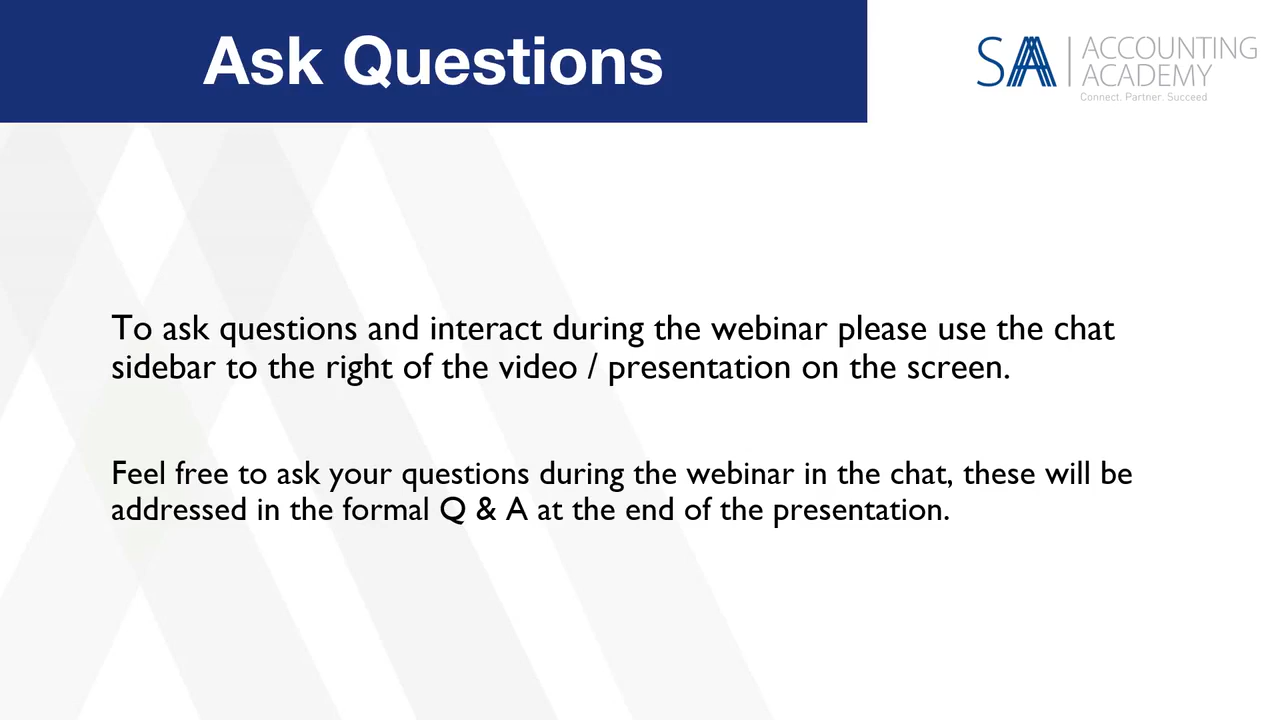 Ask Questions
SAA | ACCOUNTING
ACADEMY
Connect. Partner. Succeed
To ask questions and interact during the webinar please use the chat
sidebar to the right of the video / presentation on the screen.
Feel free to ask your questions during the webinar in the chat, these will be
addressed in the formal Q & A at the end of the presentation.